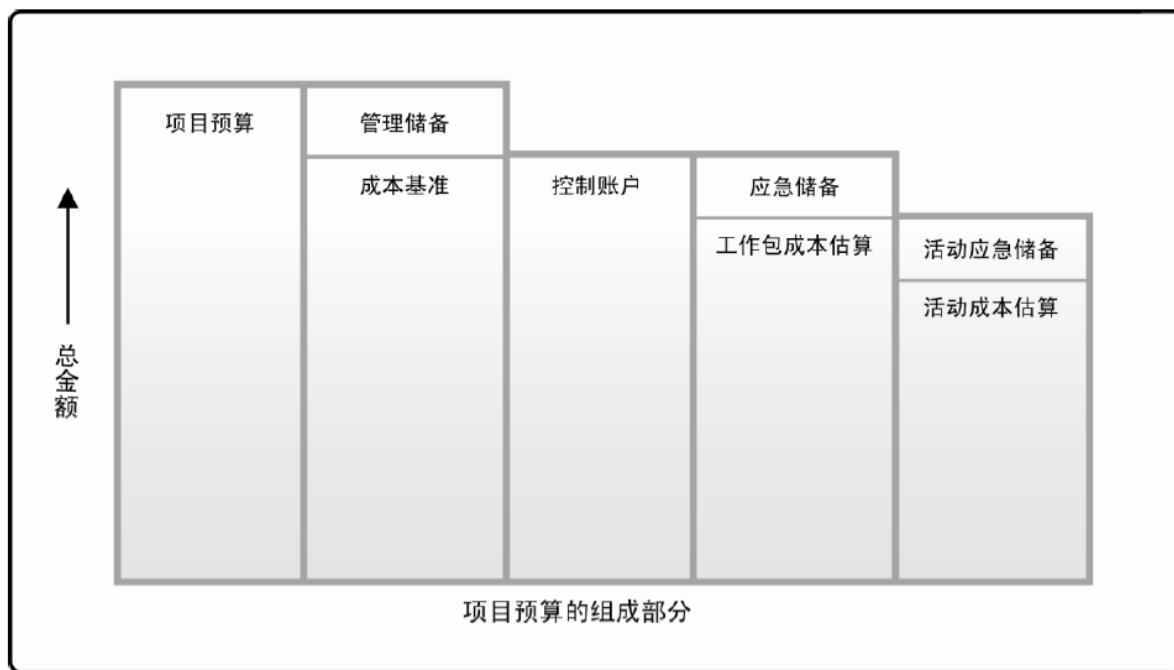 项目预算
管理储备
成本基准
控制账户
应急储备
工作包成本估算
活动应急储备
活动成本估算
总金额
项目预算的组成部分